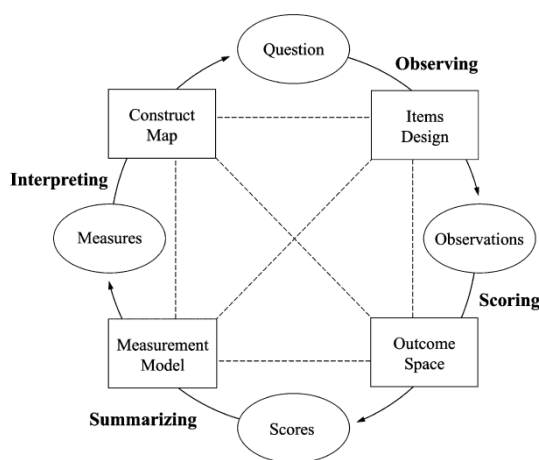 Question
Observing
Construct
Map
Items
Design
Interpreting
Measures
Observations
Scoring
Measurement
Model
Outcome
Space
Summarizing
Scores